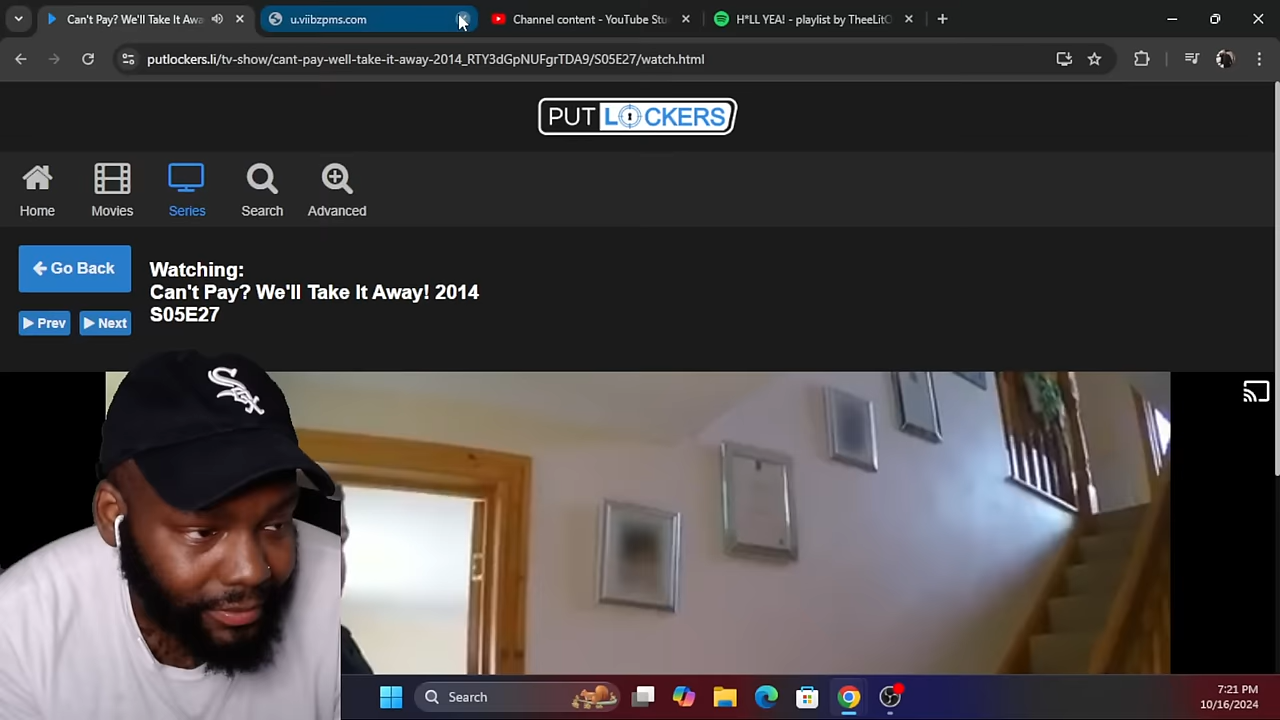 Can't Pay? We'll Take It Awa
u.viibzpms.com
Channel content - YouTube Stu
H*LL YEA! - playlist by TheeLitO
putlockers.li/tv-show/cant-pay-well-take-it-away-2014_RTY3dGpNUFgrTDA9/S05E27/watch.html
PUT LOCKERS
Home
Movies
Series
Search
Advanced
Go Back
Watching:
Can't Pay? We'll Take It Away! 2014
S05E27
Prev
Next
Sox
Search
7:21 PM
10/16/2024